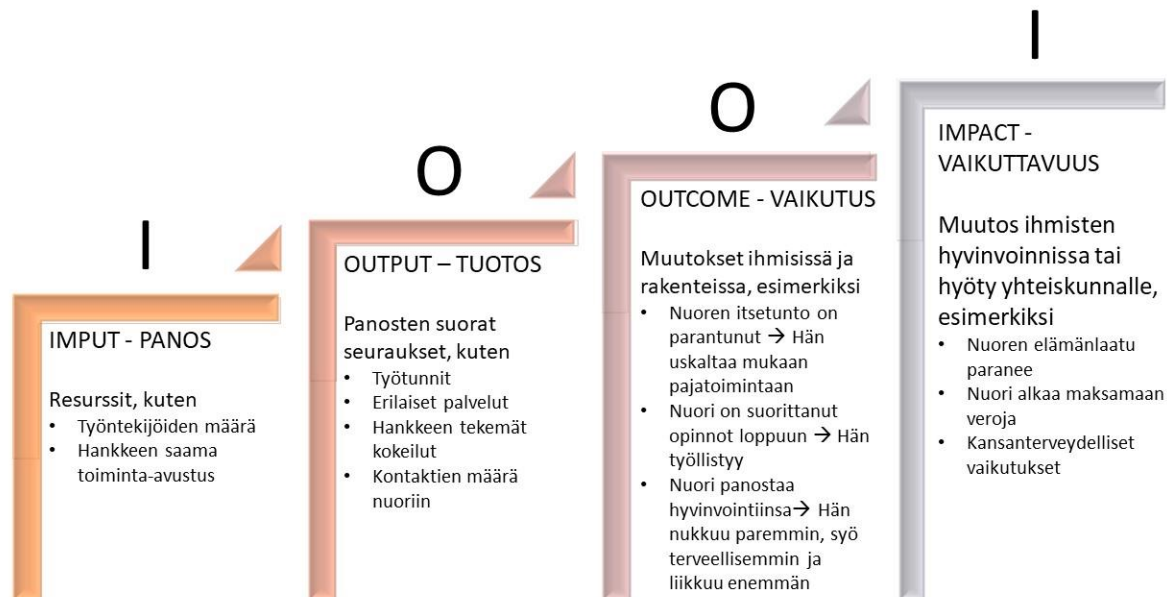 I
IMPUT - PANOS
Resurssit, kuten
• Työntekijöiden määrä
• Hankkeen saama
toiminta-avustus
O
OUTPUT – TUOTOS
Panosten suorat
seuraukset, kuten
• Työtunnit
• Erilaiset palvelut
• Hankkeen tekemät
kokeilut
• Kontaktien määrä
nuoriin
O
OUTCOME - VAIKUTUS
Muutokset ihmisissä ja
rakenteissa, esimerkiksi
• Nuoren itsetunto on
parantunut → Hän
uskaltaa mukaan
pajatoimintaan
• Nuori on suorittanut
opinnot loppuun → Hän
työllistyy
• Nuori panostaa
hyvinvointiinsa→ Hän
nukkuu paremmin, syö
terveellisemmin ja
liikkuu enemmän
I
IMPACT -
VAIKUTTAVUUS
Muutos ihmisten
hyvinvoinnissa tai
hyöty yhteiskunnalle,
esimerkiksi
• Nuoren elämänlaatu
paranee
• Nuori alkaa maksamaan
veroja
• Kansanterveydelliset
vaikutukset